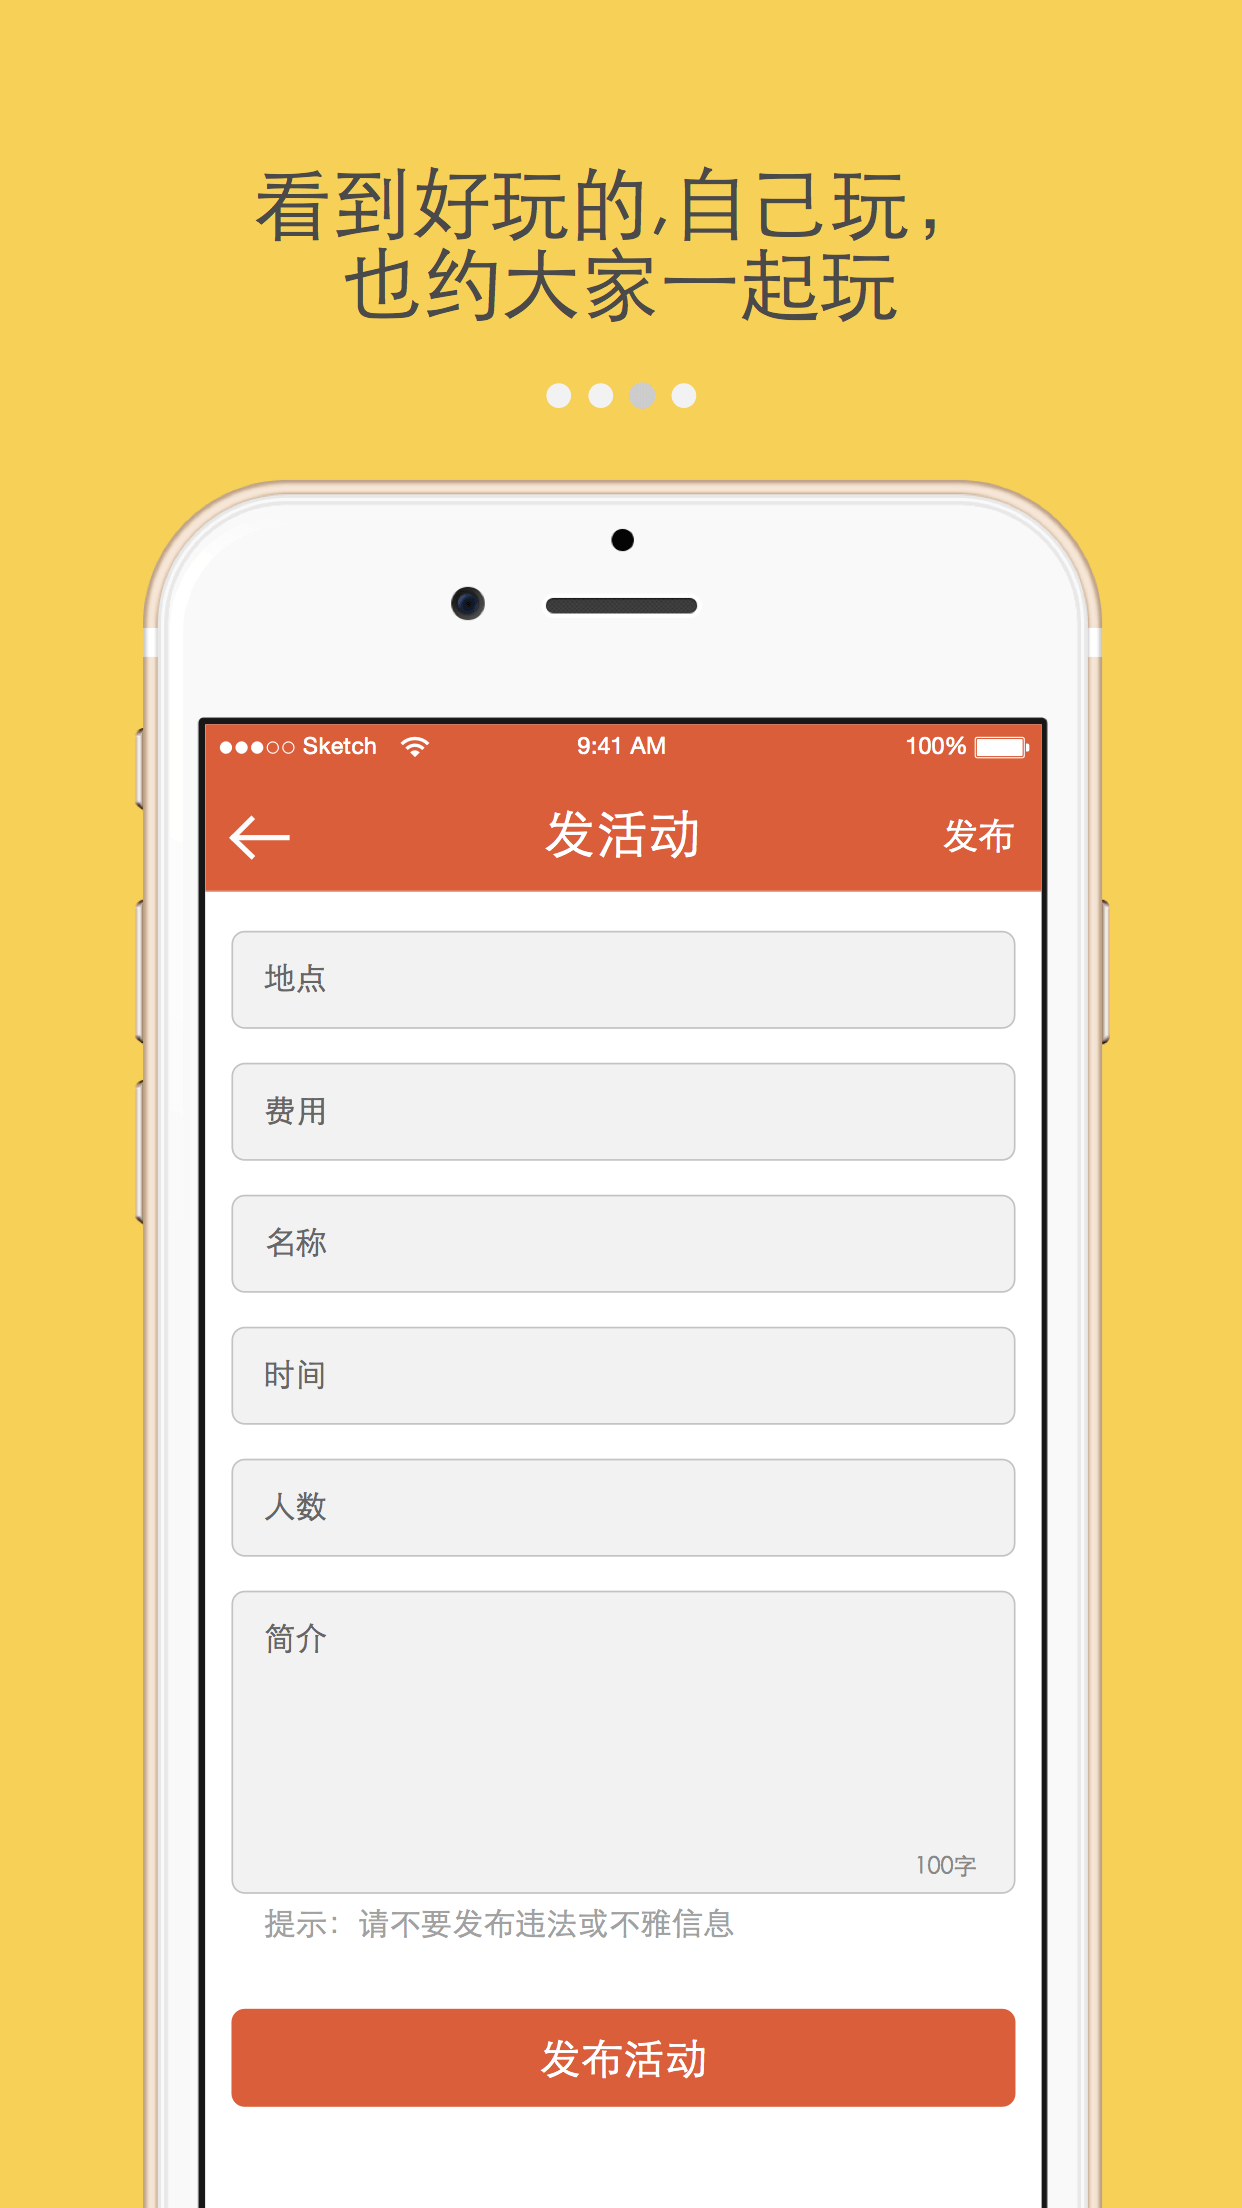 看到好玩的,自己玩，
也约大家一起玩
Sketch 9:41 AM 100%
发活动 发布
地点
费用
名称
时间
人数
简介
100字
提示：请不要发布违法或不雅信息
发布活动